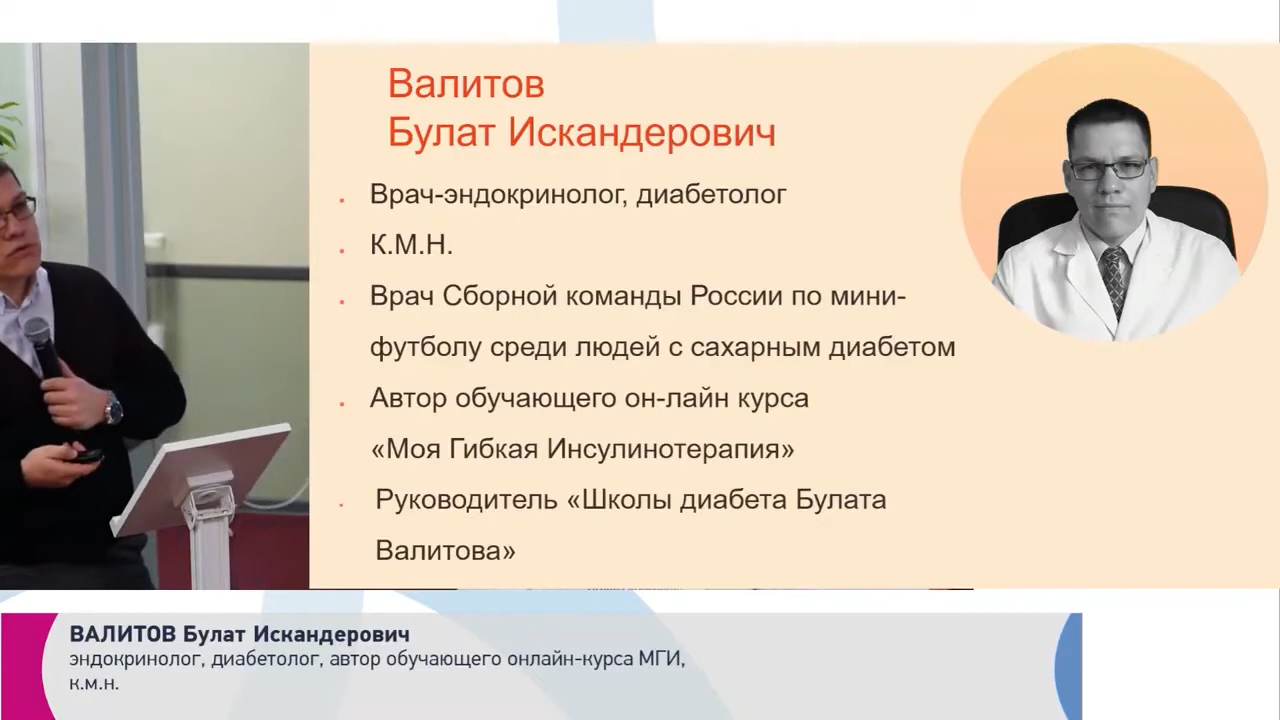 Валитов
Булат Искандерович
Врач-эндокринолог, диабетолог
К.М.Н.
Врач Сборной команды России по мини-
футболу среди людей с сахарным диабетом
Автор обучающего он-лайн курса
«Моя Гибкая Инсулинотерапия»
Руководитель «Школы диабета Булата
Валитова»
ВАЛИТОВ Булат Искандерович
эндокринолог, диабетолог, автор обучающего онлайн-курса МГИ,
к.м.н.